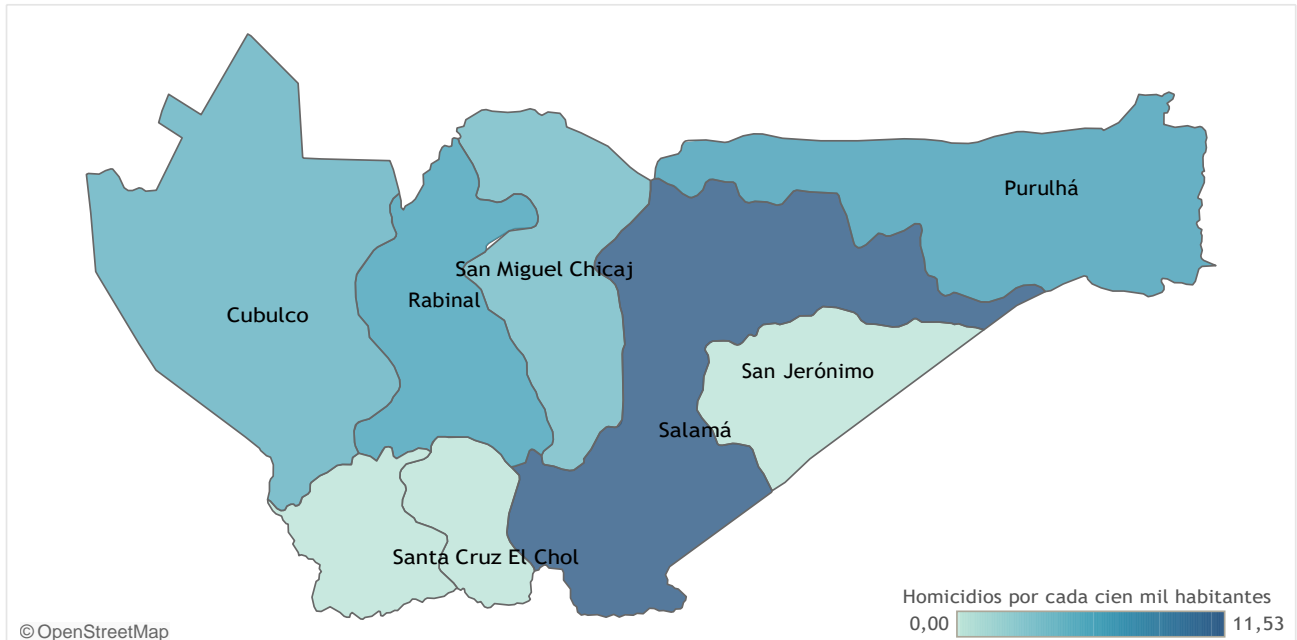 Purulhá
San Miguel Chicaj
Rabinal
Cubulco
San Jerónimo
Salamá
Santa Cruz El Chol
Homicidios por cada cien mil habitantes
0,00 11,53
© OpenStreetMap